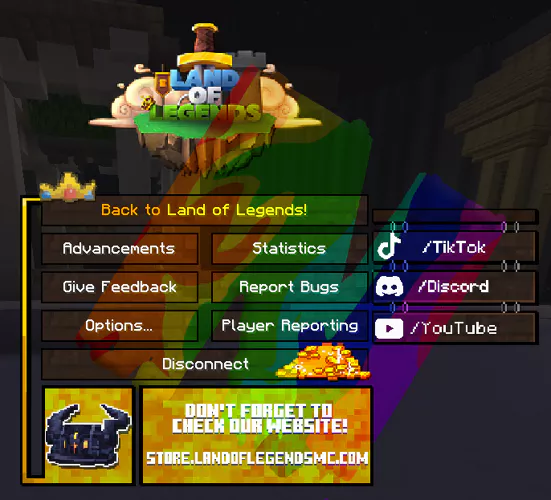 LAND
OF
LEGENDS
Back to Land of Legends!
Advancements
Statistics
/TikTok
Give Feedback
Report Bugs
/Discord
Options...
Player Reporting
/YouTube
Disconnect
DON'T FORGET TO
CHECK OUR WEBSITE!
STORE.LANDOFLEGENDSMC.COM